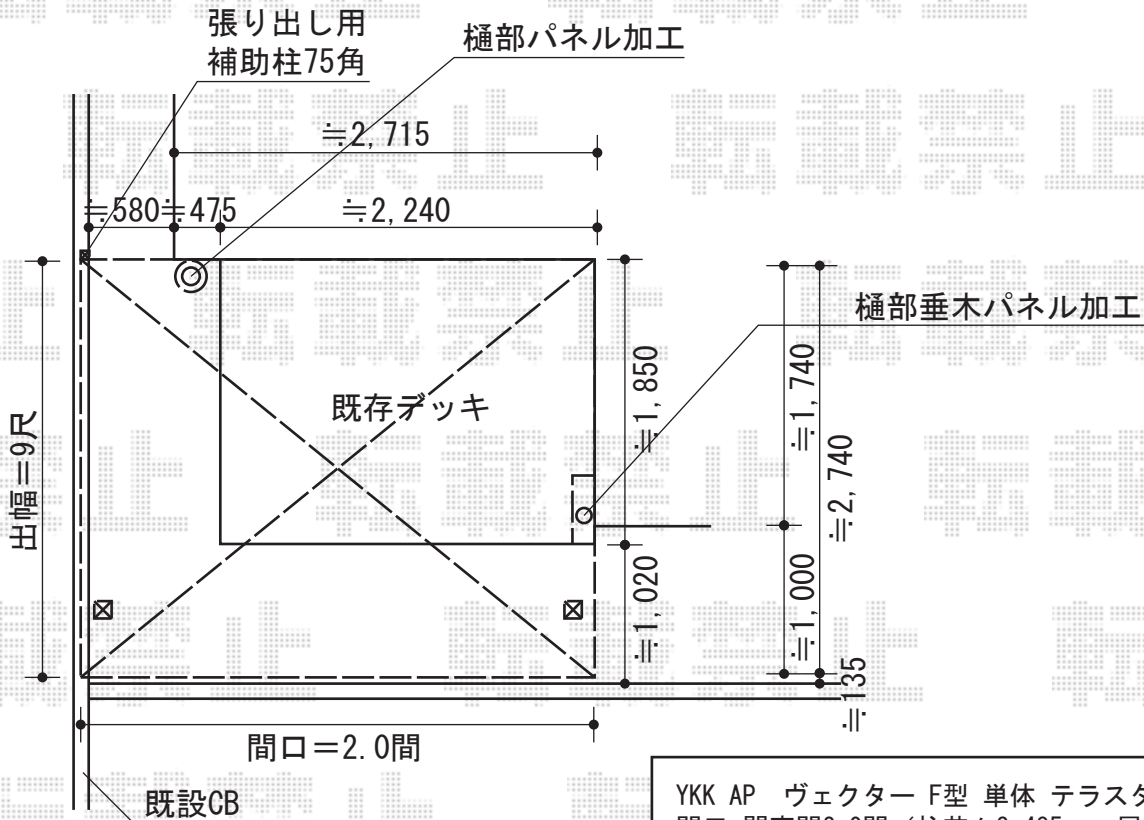 張り出し用
補助柱75角
樋部パネル加工
≒2,715
≒580
≒475
≒2,240
樋部垂木パネル加工
既存デッキ
≒1,850
≒1,740
≒2,740
出幅＝9尺
≒1,020
≒1,000
≒135
間口＝2.0間
既設CB
YKK AP ヴェクター F型 単体 テラスタ
転載禁止